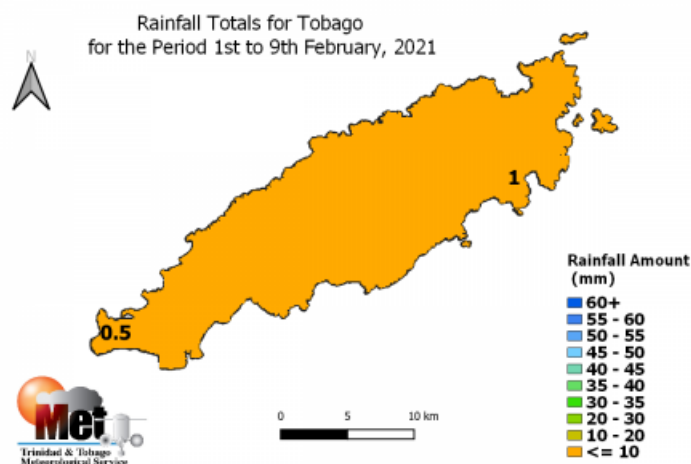 Rainfall Totals for Tobago
for the Period 1st to 9th February, 2021
N
1
0.5
Rainfall Amount
(mm)
60+
55 - 60
50 - 55
45 - 50
40 - 45
35 - 40
30 - 35
20 - 30
10 - 20
<= 10
0 5 10 km
Met
Trinidad & Tobago
Meteorological Service